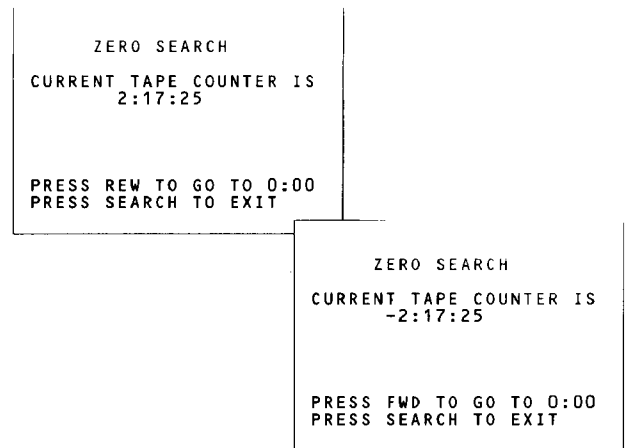 ZERO SEARCH
CURRENT TAPE COUNTER IS
2:17:25
PRESS REW TO GO TO 0:00
PRESS SEARCH TO EXIT
ZERO SEARCH
CURRENT TAPE COUNTER IS
-2:17:25
PRESS FWD TO GO TO 0:00
PRESS SEARCH TO EXIT